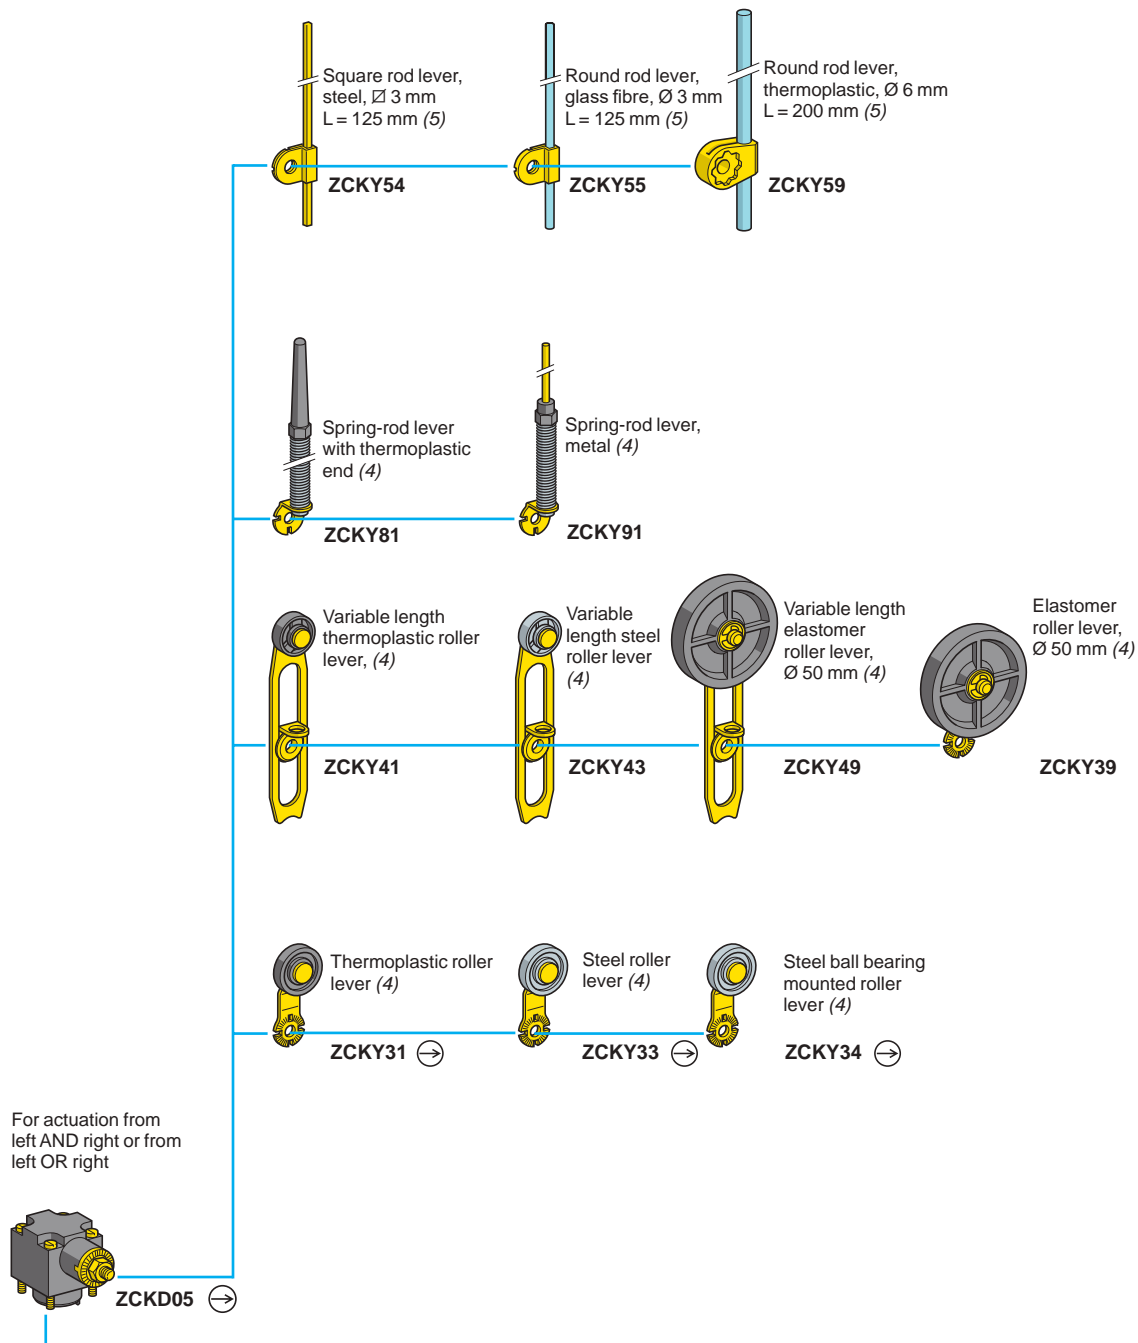 Square rod lever,
steel, ⍁ 3 mm
L = 125 mm (5)
ZCKY54
Round rod lever,
glass fibre, Ø 3 mm
L = 125 mm (5)
ZCKY55
Round rod lever,
thermoplastic, Ø 6 mm
L = 200 mm (5)
ZCKY59
Spring-rod lever
with thermoplastic
end (4)
ZCKY81
Spring-rod lever,
metal (4)
ZCKY91
Variable length
thermoplastic roller
lever, (4)
ZCKY41
Variable
length steel
roller lever
(4)
ZCKY43
Variable length
elastomer
roller lever,
Ø 50 mm (4)
ZCKY49
Elastomer
roller lever,
Ø 50 mm (4)
ZCKY39
Thermoplastic roller
lever (4)
ZCKY31
Steel roller
lever (4)
ZCKY33
Steel ball bearing
mounted roller
lever (4)
ZCKY34
For actuation from
left AND right or from
left OR right
ZCKD05